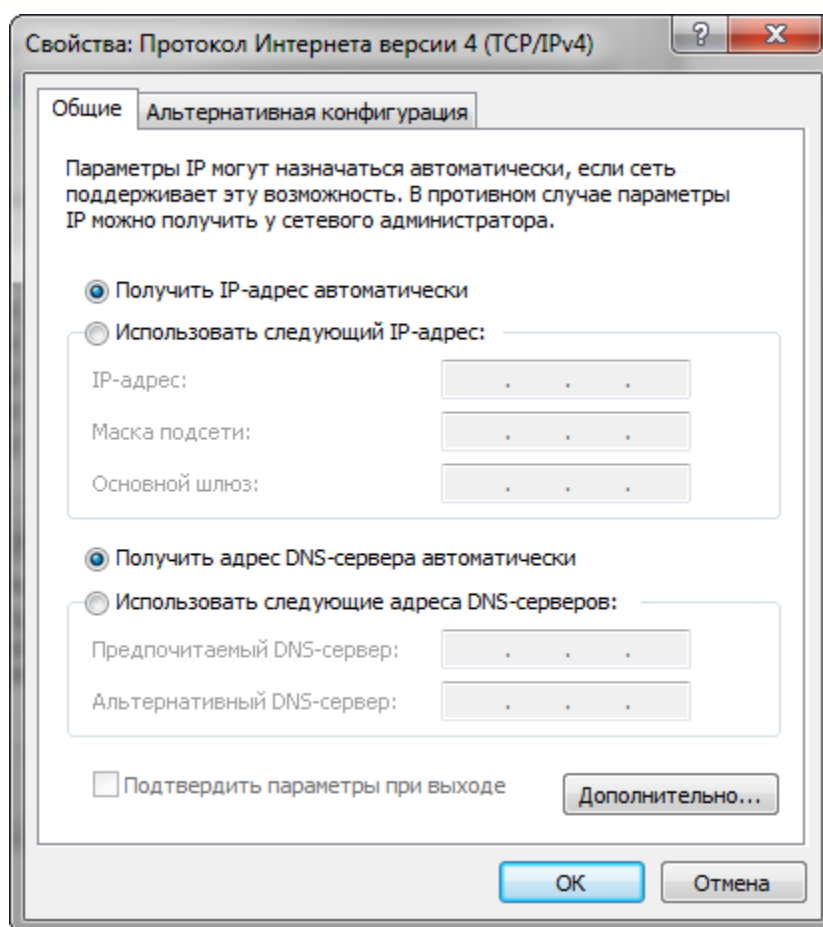 Свойства: Протокол Интернета версии 4 (TCP/IPv4)
Общие
Альтернативная конфигурация
Параметры IP могут назначаться автоматически, если сеть
поддерживает эту возможность. В противном случае параметры
IP можно получить у сетевого администратора.
Получить IP-адрес автоматически
Использовать следующий IP-адрес:
IP-адрес:
Маска подсети:
Основной шлюз:
Получить адрес DNS-сервера автоматически
Использовать следующие адреса DNS-серверов:
Предпочитаемый DNS-сервер:
Альтернативный DNS-сервер:
Подтвердить параметры при выходе
Дополнительно...
ОК
Отмена